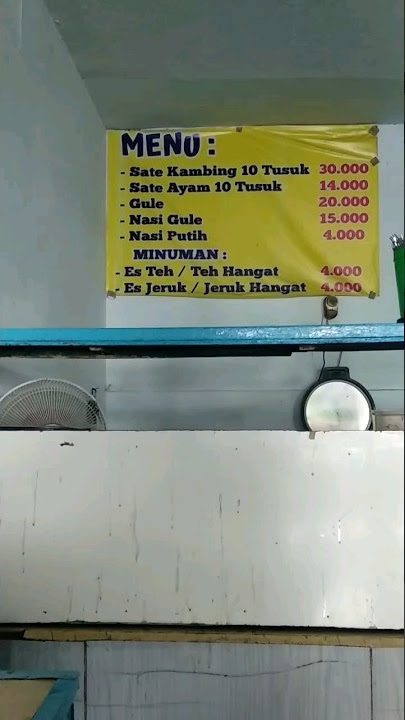 MENU :
- Sate Kambing 10 Tusuk 30.000
- Sate Ayam 10 Tusuk 14.000
- Gule 20.000
- Nasi Gule 15.000
- Nasi Putih 4.000
MINUMAN :
- Es Teh / Teh Hangat 4.000
- Es Jeruk / Jeruk Hangat 4.000